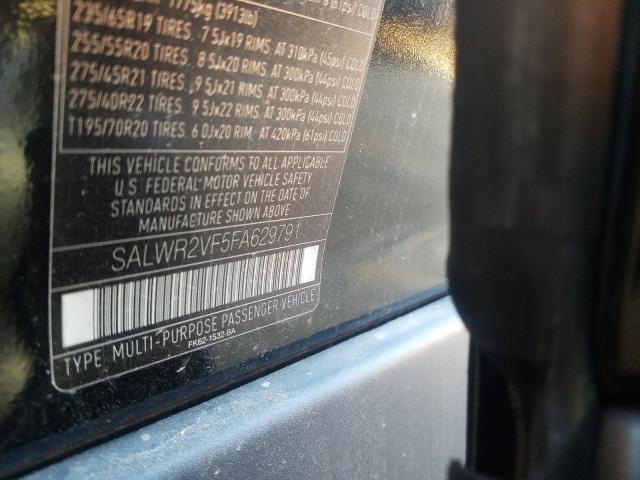 1775kg (3913lb)
235/65R19 TIRES 7 5Jx19 RIMS AT 310kPa (45psi) COLD
255/55R20 TIRES 8 5Jx20 RIMS AT 300kPa (44psi) COLD
275/45R21 TIRES 9 5Jx21 RIMS AT 300kPa (44psi) COLD
275/40R22 TIRES 9 5Jx22 RIMS AT 300kPa (44psi) COLD
T195/70R20 TIRES 6 0Jx20 RIM AT 420kPa (61psi) COLD
THIS VEHICLE CONFORMS TO ALL APPLICABLE
U S FEDERAL MOTOR VEHICLE SAFETY
STANDARDS IN EFFECT ON THE DATE OF
MANUFACTURE SHOWN ABOVE
SALWR2VF5FA629791
TYPE MULTI-PURPOSE PASSENGER VEHICLE
FK62-1532-BA